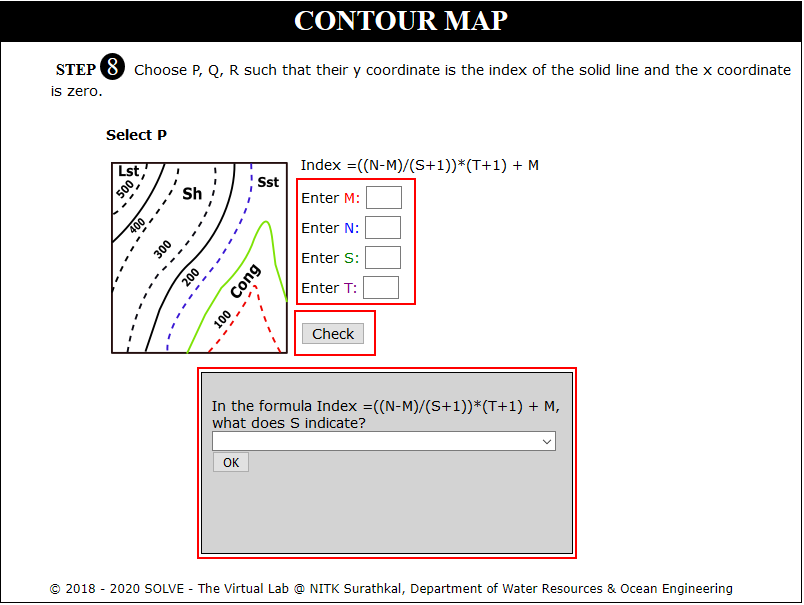 CONTOUR MAP
STEP 8 Choose P, Q, R such that their y coordinate is the index of the solid line and the x coordinate
is zero.
Select P
Index =((N-M)/(S+1))*(T+1) + M
Lst
500
400
Sh
Sst
300
200
Cong
100
Enter M:
Enter N:
Enter S:
Enter T:
Check
In the formula Index =((N-M)/(S+1))*(T+1) + M,
what does S indicate?
OK
© 2018 - 2020 SOLVE - The Virtual Lab @ NITK Surathkal, Department of Water Resources & Ocean Engineering